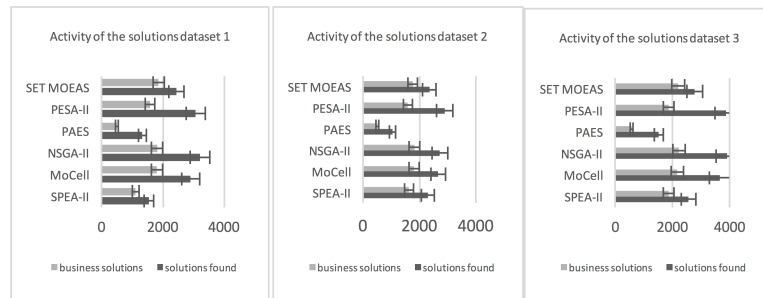 Activity of the solutions dataset 1
SET MOEAS
PESA-II
PAES
NSGA-II
MoCell
SPEA-II
0 2000 4000
business solutions solutions found
Activity of the solutions dataset 2
SET MOEAS
PESA-II
PAES
NSGA-II
MoCell
SPEA-II
0 2000 4000
business solutions solutions found
Activity of the solutions dataset 3
SET MOEAS
PESA-II
PAES
NSGA-II
MoCell
SPEA-II
0 2000 4000
business solutions solutions found